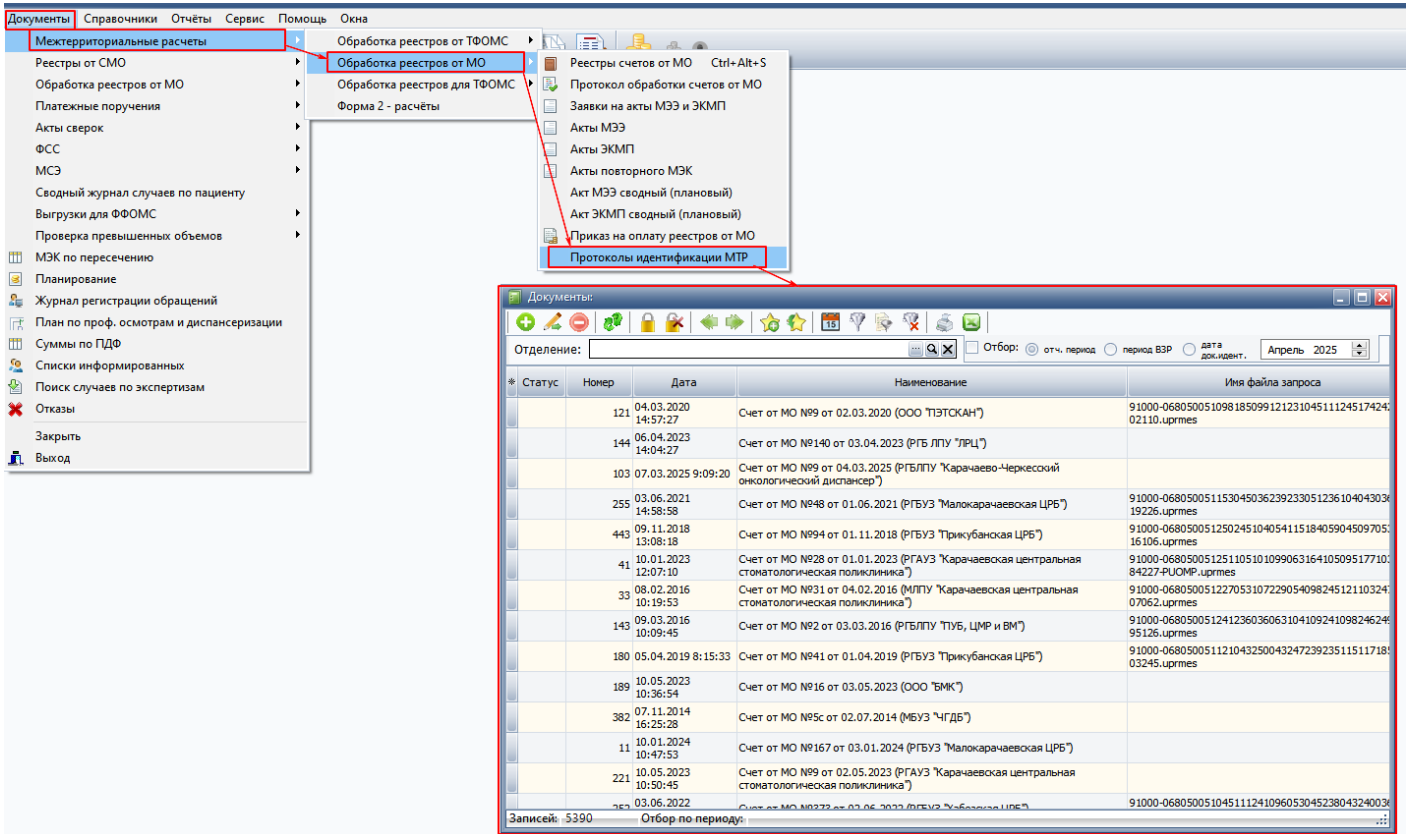 Документы Справочники Отчёты Сервис Помощь Окна
Межтерриториальные расчеты
Реестры от СМО
Обработка реестров от МО
Платежные поручения
Акты сверок
ФСС
МСЭ
Сводный журнал случаев по пациенту
Выгрузки для ФФОМС
Проверка превышенных объемов
МЭК по пересечению
Планирование
Журнал регистрации обращений
План по проф. осмотрам и диспансеризации
Суммы по ПДФ
Списки информированных
Поиск случаев по экспертизам
Отказы
Закрыть
Выход
Обработка реестров от ТФОМС
Обработка реестров от МО
Обработка реестров для ТФОМС
Форма 2 - расчёты
Реестры счетов от МО Ctrl+Alt+S
Протокол обработки счетов от МО
Заявки на акты МЭЭ и ЭКМП
Акты МЭЭ
Акты ЭКМП
Акты повторного МЭК
Акт МЭЭ сводный (плановый)
Акт ЭКМП сводный (плановый)
Приказ на оплату реестров от МО
Протоколы идентификации МТР
Документы:
15
Отделение: Отбор: отч. период период ВЗР дата док.идент. Апрель 2025
* Статус Номер Дата Наименование Имя файла запроса
121 04.03.2020 14:57:27 Счет от МО №9 от 02.03.2020 (ООО "ПЭТСКАН")
02110.uprmes
144 06.04.2023 14:04:27 Счет от МО №140 от 03.04.2023 (РГБ ЛПУ "ЛРЦ")
103 07.03.2025 9:09:20 Счет от МО №9 от 04.03.2025 (РГБЛПУ "Карачаево-Черкесский
онкологический диспансер")
255 03.06.2021 14:58:58 Счет от МО №48 от 01.06.2021 (РГБУЗ "Малокарачаевская ЦРБ")
19226.uprmes
443 09.11.2018 13:08:18 Счет от МО №94 от 01.11.2018 (РГБУЗ "Прикубанская ЦРБ")
16106.uprmes
41 10.01.2023 12:07:10 Счет от МО №28 от 01.01.2023 (РГАУЗ "Карачаевская центральная
стоматологическая поликлиника")
84227-PUOMP.uprmes
33 08.02.2016 10:19:53 Счет от МО №31 от 04.02.2016 (МЛПУ "Карачаевская центральная
стоматологическая поликлиника")
07062.uprmes
143 09.03.2016 10:09:45 Счет от МО №2 от 03.03.2016 (РГБЛПУ "ПУБ, ЦМР и ВМ")
95126.uprmes
180 05.04.2019 8:15:33 Счет от МО №41 от 01.04.2019 (РГБУЗ "Прикубанская ЦРБ")
03245.uprmes
189 10.05.2023 10:36:54 Счет от МО №16 от 03.05.2023 (ООО "БМК")
382 07.11.2014 16:25:28 Счет от МО №5с от 02.07.2014 (МБУЗ "ЧГДБ")
11 10.01.2024 10:47:53 Счет от МО №167 от 03.01.2024 (РГБУЗ "Малокарачаевская ЦРБ")
221 10.05.2023 10:50:45 Счет от МО №9 от 02.05.2023 (РГАУЗ "Карачаевская центральная
стоматологическая поликлиника")
03.06.2022
Записей: 5390 Отбор по периоду: